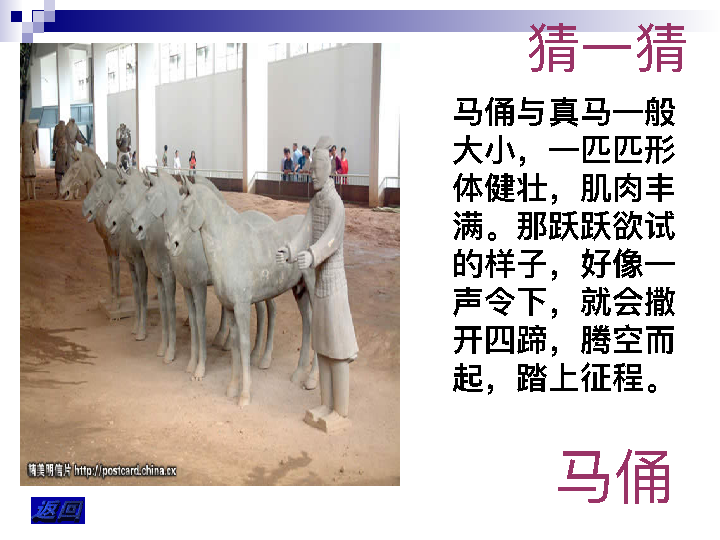 猜一猜
马俑与真马一般
大小，一匹匹形
体健壮，肌肉丰
满。那跃跃欲试
的样子，好像一
声令下，就会撒
开四蹄，腾空而
起，踏上征程。
马俑
精美明信片 http://postcard.china.cx
返回